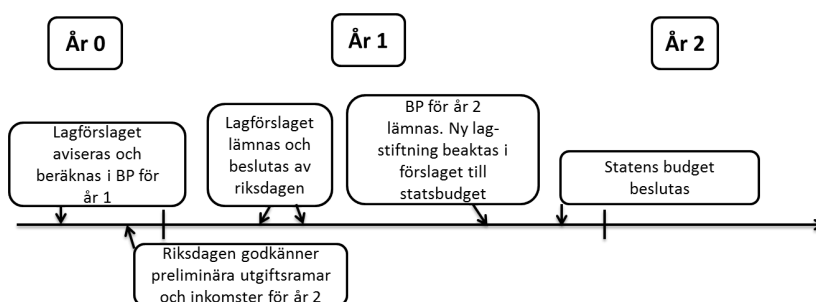 År 0
År 1
År 2
Lagförslaget
aviseras och
beräknas i BP för
år 1
Lagförslaget
lämnas och
beslutas av
riksdagen
BP för år 2
lämnas. Ny lag-
stiftning beaktas i
förslaget till
statsbudget
Statens budget
beslutas
Riksdagen godkänner
preliminära utgiftsramar
och inkomster för år 2